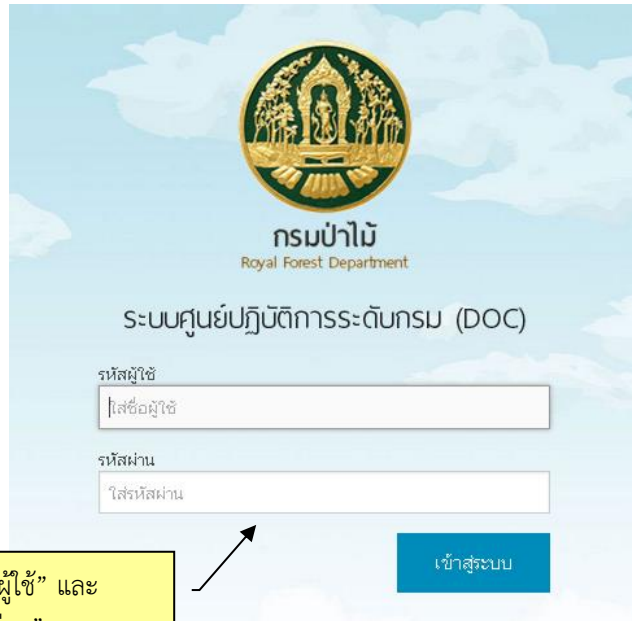 กรมป่าไม้
Royal Forest Department
ระบบศูนย์ปฏิบัติการระดับกรม (DOC)
รหัสผู้ใช้
ใส่ชื่อผู้ใช้
รหัสผ่าน
ใส่รหัสผ่าน
เข้าสู่ระบบ
ผู้ใช้” และ